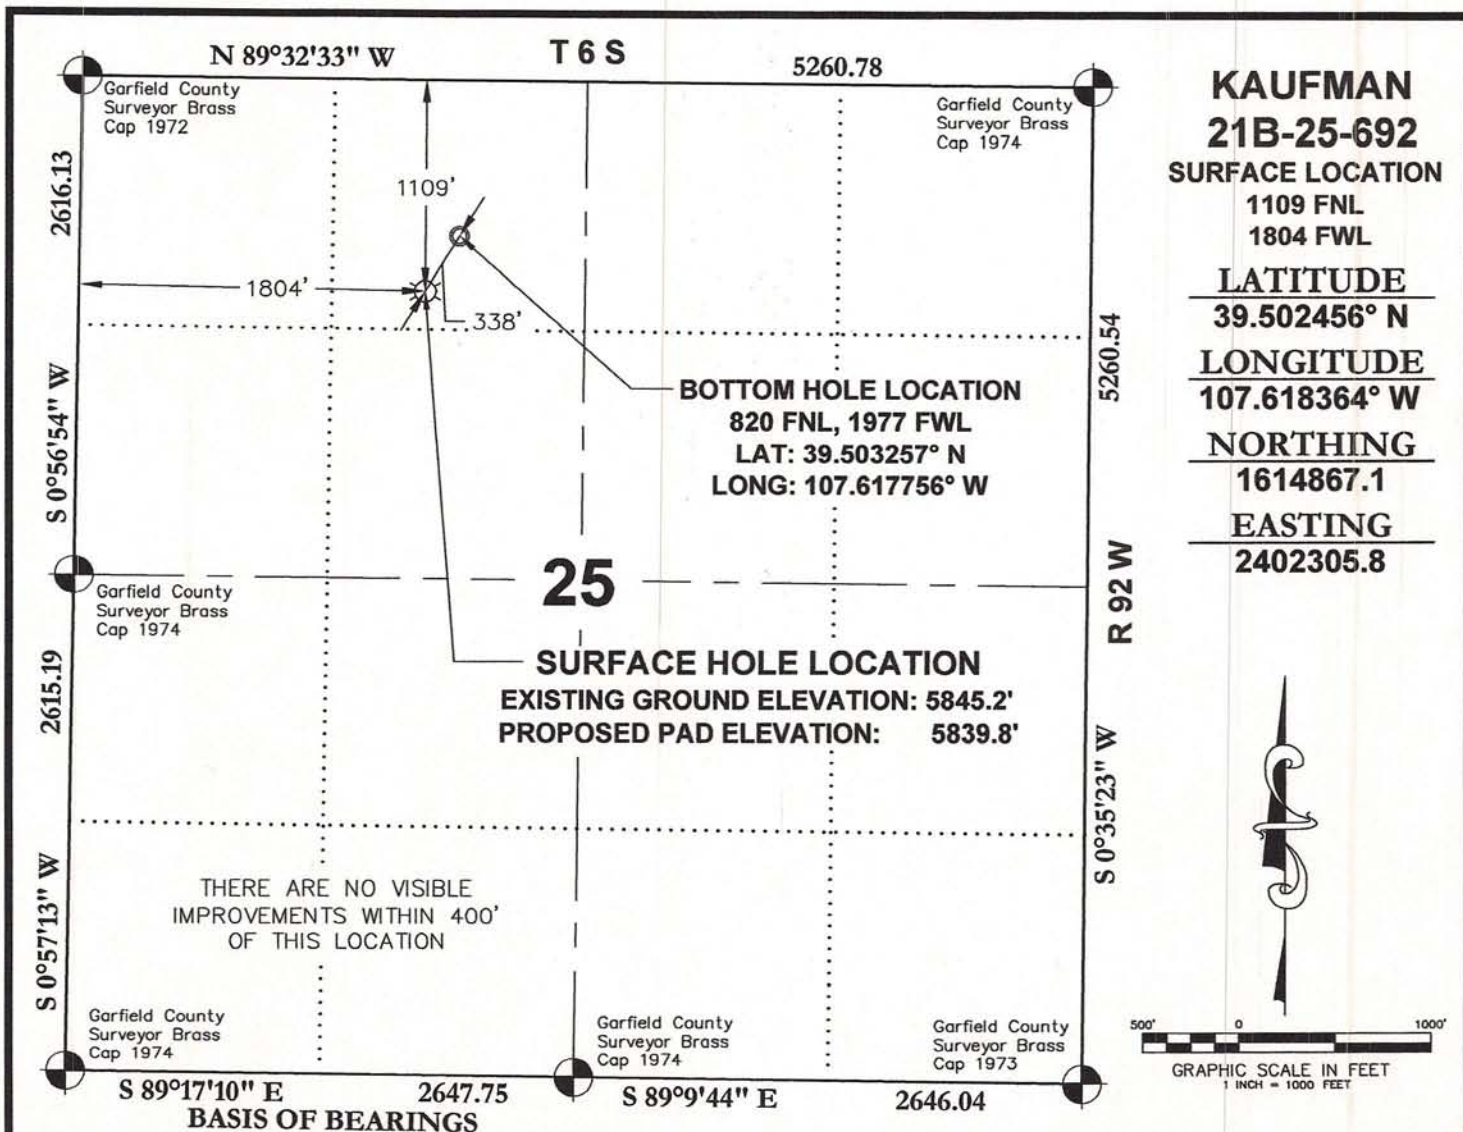 N 89°32'33" W
T 6 S
5260.78
Garfield County
Surveyor Brass
Cap 1972
Garfield County
Surveyor Brass
Cap 1974
2616.13
1109'
1804'
338'
S 0°56'54" W
5260.54
BOTTOM HOLE LOCATION
820 FNL, 1977 FWL
LAT: 39.503257° N
LONG: 107.617756° W
25
R 92 W
Garfield County
Surveyor Brass
Cap 1974
2615.19
SURFACE HOLE LOCATION
EXISTING GROUND ELEVATION: 5845.2'
PROPOSED PAD ELEVATION: 5839.8'
S 0°35'23" W
S 0°57'13" W
THERE ARE NO VISIBLE
IMPROVEMENTS WITHIN 400'
OF THIS LOCATION
Garfield County
Surveyor Brass
Cap 1974
Garfield County
Surveyor Brass
Cap 1974
Garfield County
Surveyor Brass
Cap 1973
S 89°17'10" E
2647.75
S 89°9'44" E
2646.04
BASIS OF BEARINGS
KAUFMAN
21B-25-692
SURFACE LOCATION
1109 FNL
1804 FWL
LATITUDE
39.502456° N
LONGITUDE
107.618364° W
NORTHING
1614867.1
EASTING
2402305.8
500' 0 1000'
GRAPHIC SCALE IN FEET
1 INCH = 1000 FEET